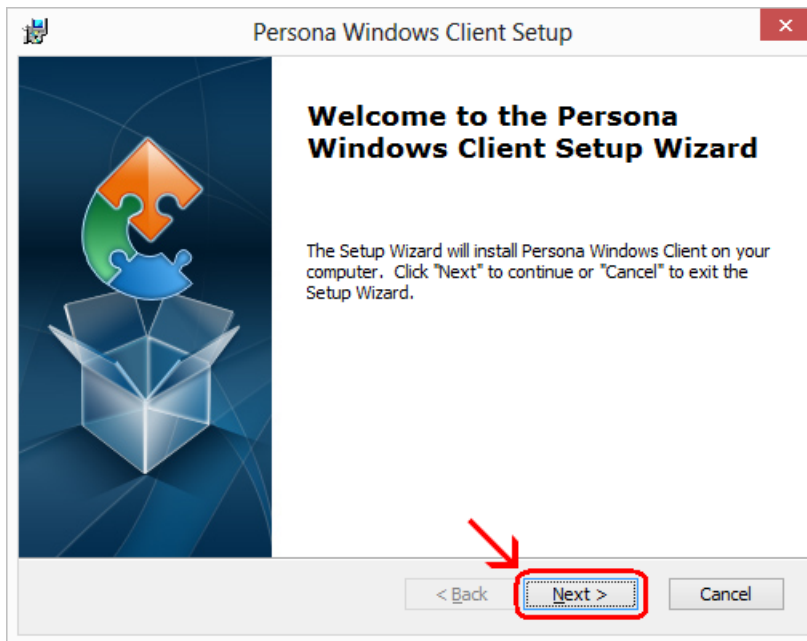 Persona Windows Client Setup
Welcome to the Persona
Windows Client Setup Wizard
The Setup Wizard will install Persona Windows Client on your
computer. Click "Next" to continue or "Cancel" to exit the
Setup Wizard.
< Back Next > Cancel